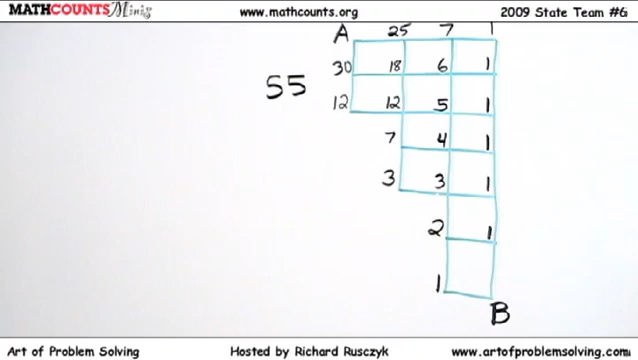 MATHCOUNTS Minis www.mathcounts.org 2009 State Team #6
A 25 7 1
30 18 6 1
55
12 12 5 1
7 4 1
3 3 1
2 1
1
B
Art of Problem Solving Hosted by Richard Rusczyk www.artofproblemsolving.com